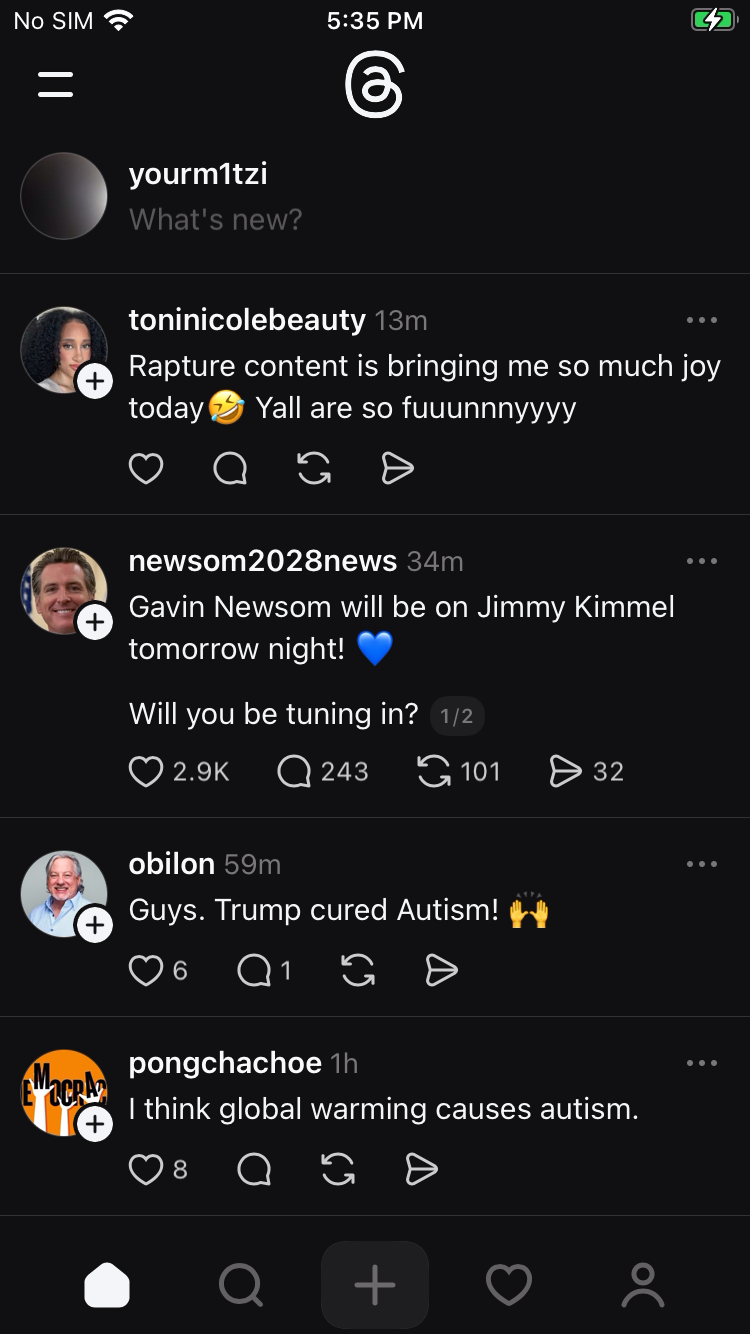 No SIM 5:35 PM
yourm1tzi
What's new?
toninicolebeauty 13m
Rapture content is bringing me so much joy
today🤣 Yall are so fuuunnnyyyy
newsom2028news 34m
Gavin Newsom will be on Jimmy Kimmel
tomorrow night! 💙
Will you be tuning in? 1/2
2.9K 243 101 32
obilon 59m
Guys. Trump cured Autism! 🙌
6 1
EMOCRAC
pongchachoe 1h
I think global warming causes autism.
8